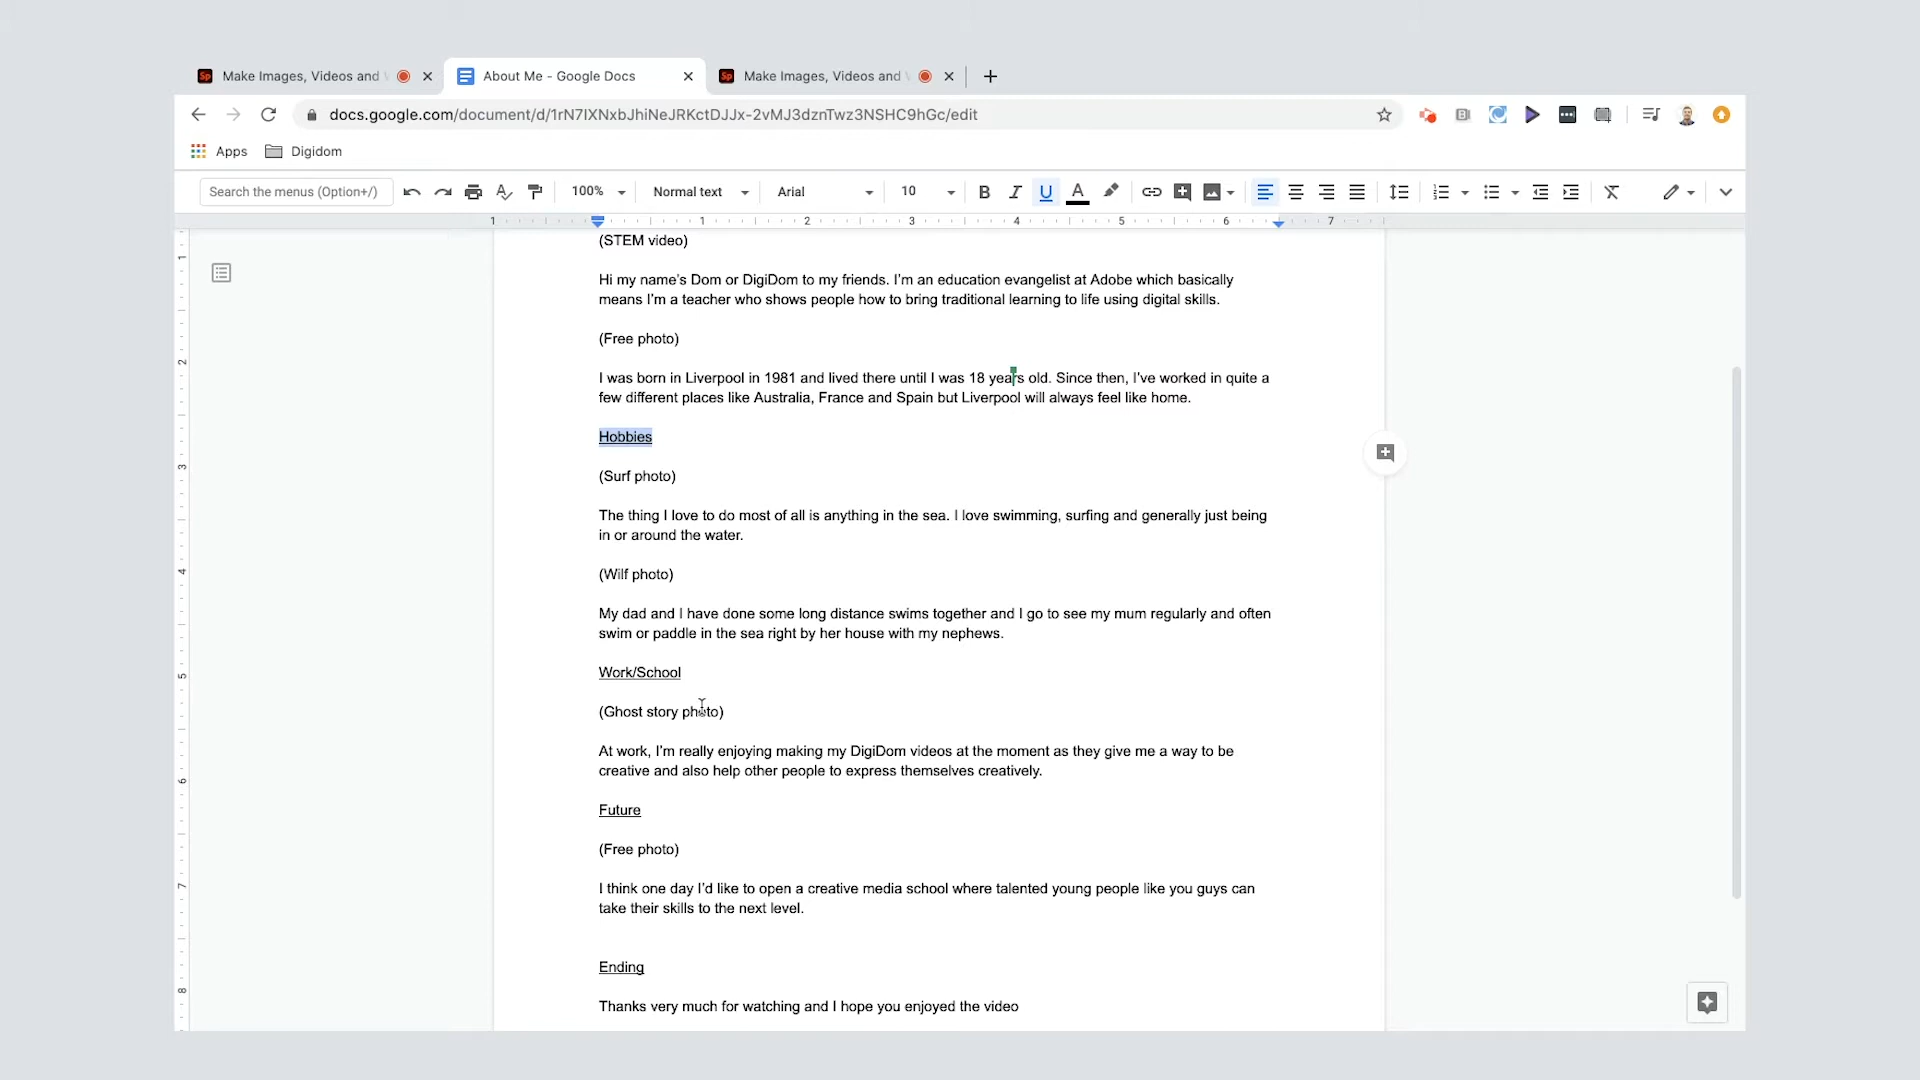 Make Images, Videos and
About Me - Google Docs
Make Images, Videos and
docs.google.com/document/d/1rN7IXNxbJhiNeJRKctDJJx-2vMJ3dznTwz3NSHC9hGc/edit
Apps
Digidom
Search the menus (Option+/)
100%
Normal text
Arial
10
1 1 2 3 4 5 6 7
(STEM video)
Hi my name's Dom or DigiDom to my friends. I'm an education evangelist at Adobe which basically
means I'm a teacher who shows people how to bring traditional learning to life using digital skills.
(Free photo)
I was born in Liverpool in 1981 and lived there until I was 18 years old. Since then, I've worked in quite a
few different places like Australia, France and Spain but Liverpool will always feel like home.
Hobbies
(Surf photo)
The thing I love to do most of all is anything in the sea. I love swimming, surfing and generally just being
in or around the water.
(Wilf photo)
My dad and I have done some long distance swims together and I go to see my mum regularly and often
swim or paddle in the sea right by her house with my nephews.
Work/School
(Ghost story photo)
At work, I'm really enjoying making my DigiDom videos at the moment as they give me a way to be
creative and also help other people to express themselves creatively.
Future
(Free photo)
I think one day I'd like to open a creative media school where talented young people like you guys can
take their skills to the next level.
Ending
Thanks very much for watching and I hope you enjoyed the video